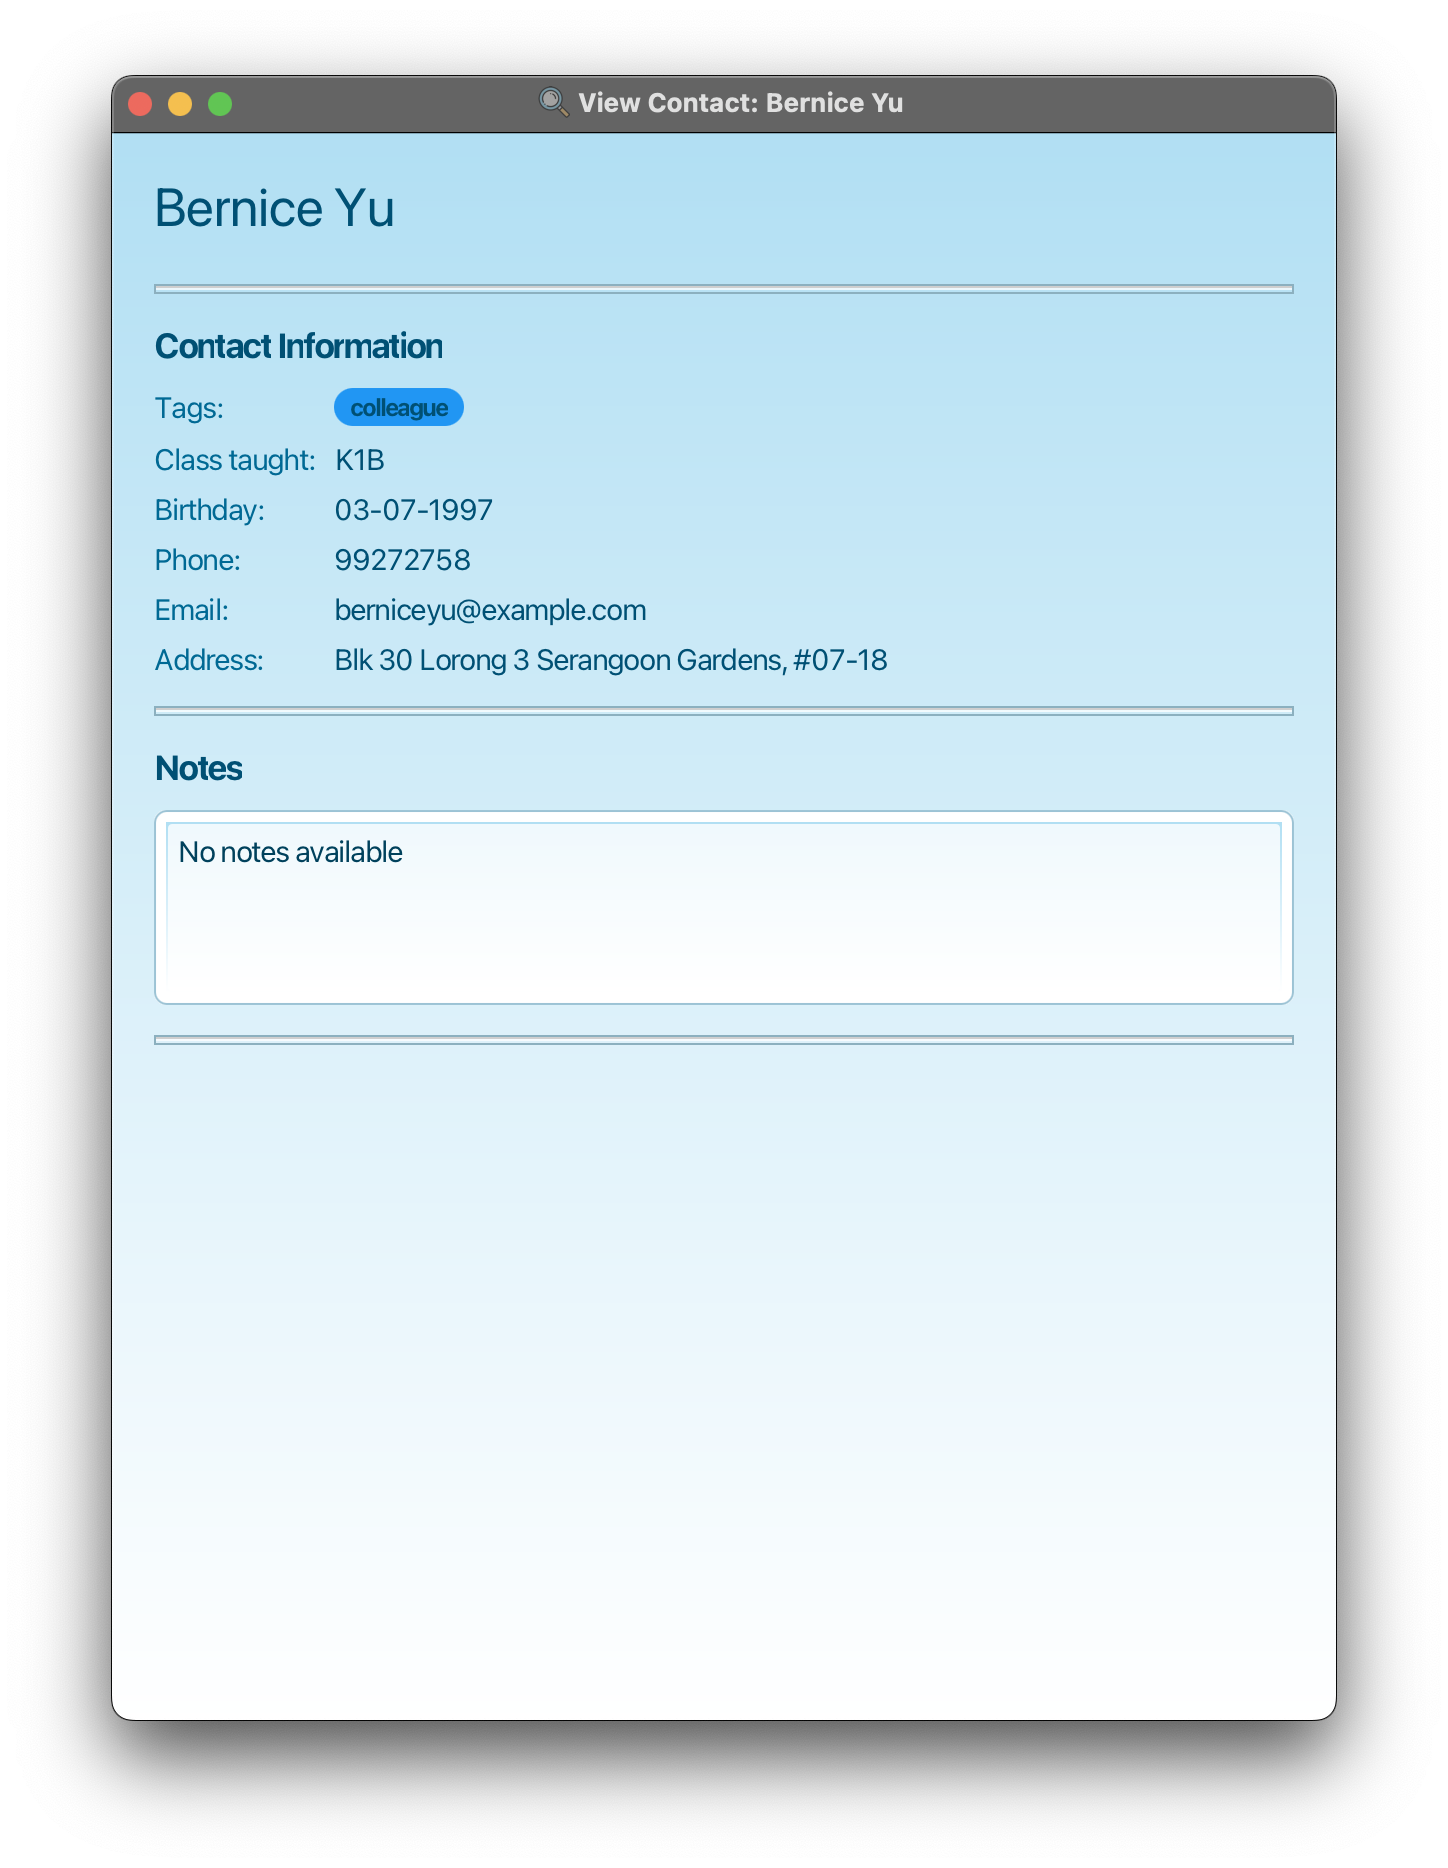 View Contact: Bernice Yu
Bernice Yu
Contact Information
Tags: colleague
Class taught: K1B
Birthday: 03-07-1997
Phone: 99272758
Email: berniceyu@example.com
Address: Blk 30 Lorong 3 Serangoon Gardens, #07-18
Notes
No notes available